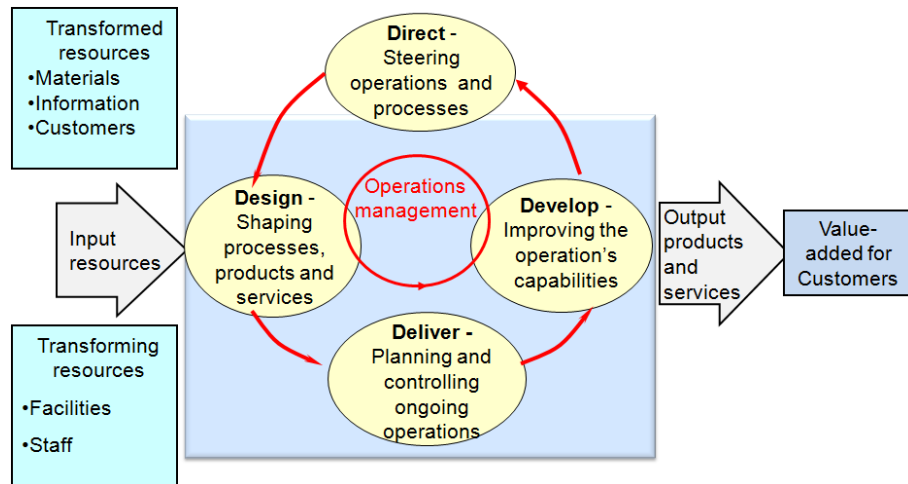 Transformed
resources
•Materials
•Information
•Customers
Direct -
Steering
operations and
processes
Input
resources
Design -
Shaping
processes,
products and
services
Operations
management
Develop -
Improving the
operation's
capabilities
Output
products
and
services
Value-
added for
Customers
Transforming
resources
•Facilities
•Staff
Deliver -
Planning and
controlling
ongoing
operations